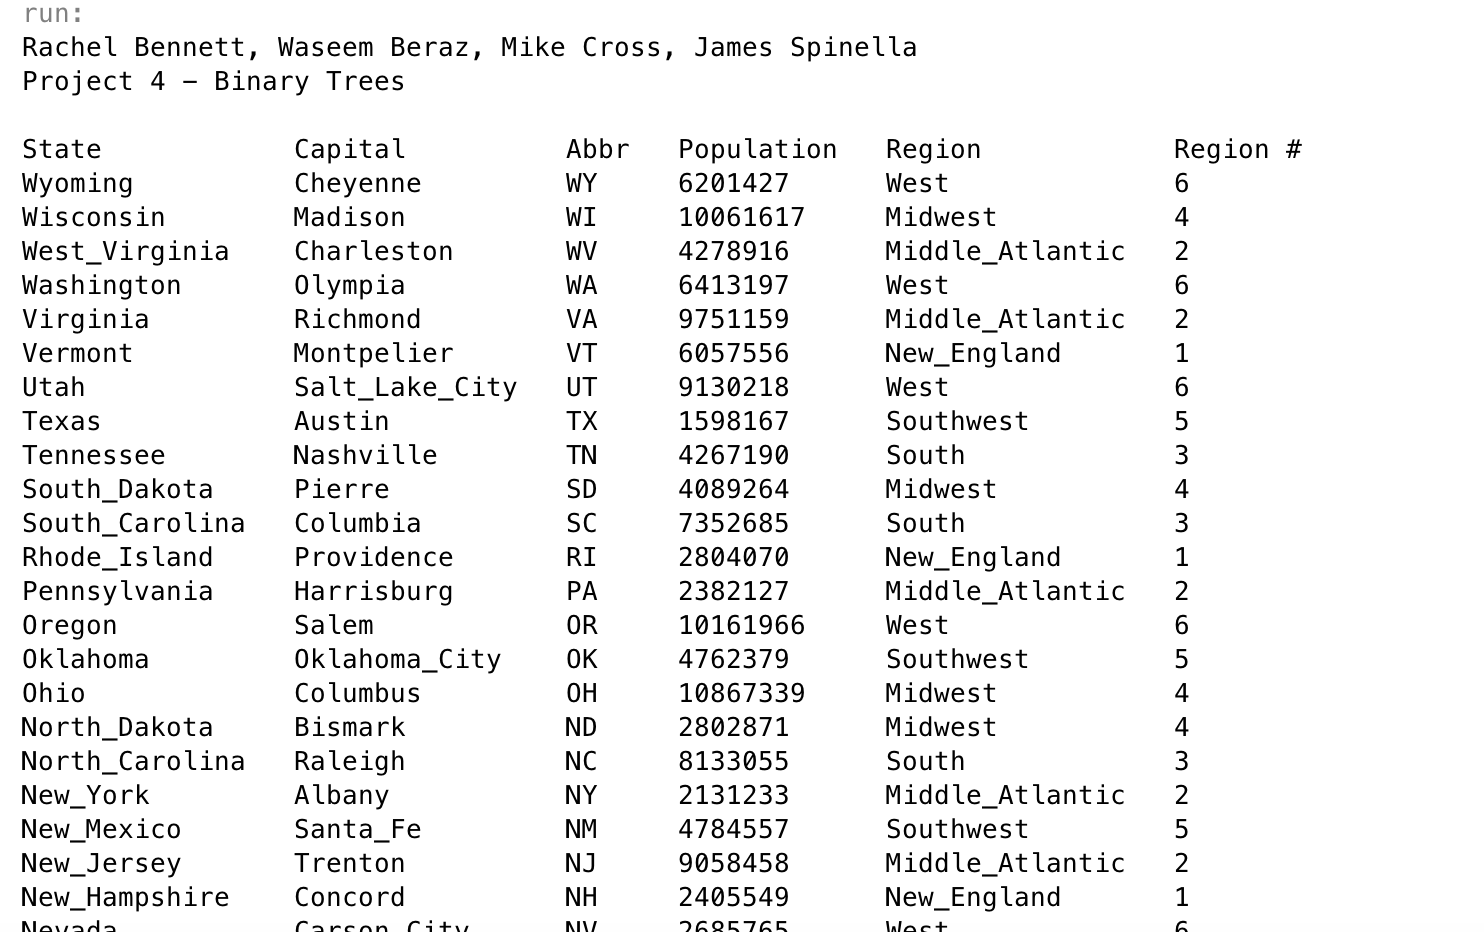 run:
Rachel Bennett, Waseem Beraz, Mike Cross, James Spinella
Project 4 – Binary Trees
State Capital Abbr Population Region Region #
Wyoming Cheyenne WY 6201427 West 6
Wisconsin Madison WI 10061617 Midwest 4
West_Virginia Charleston WV 4278916 Middle_Atlantic 2
Washington Olympia WA 6413197 West 6
Virginia Richmond VA 9751159 Middle_Atlantic 2
Vermont Montpelier VT 6057556 New_England 1
Utah Salt_Lake_City UT 9130218 West 6
Texas Austin TX 1598167 Southwest 5
Tennessee Nashville TN 4267190 South 3
South_Dakota Pierre SD 4089264 Midwest 4
South_Carolina Columbia SC 7352685 South 3
Rhode_Island Providence RI 2804070 New_England 1
Pennsylvania Harrisburg PA 2382127 Middle_Atlantic 2
Oregon Salem OR 10161966 West 6
Oklahoma Oklahoma_City OK 4762379 Southwest 5
Ohio Columbus OH 10867339 Midwest 4
North_Dakota Bismark ND 2802871 Midwest 4
North_Carolina Raleigh NC 8133055 South 3
New_York Albany NY 2131233 Middle_Atlantic 2
New_Mexico Santa_Fe NM 4784557 Southwest 5
New_Jersey Trenton NJ 9058458 Middle_Atlantic 2
New_Hampshire Concord NH 2405549 New_England 1
Nevada Carson_City NV 2685765 West 6